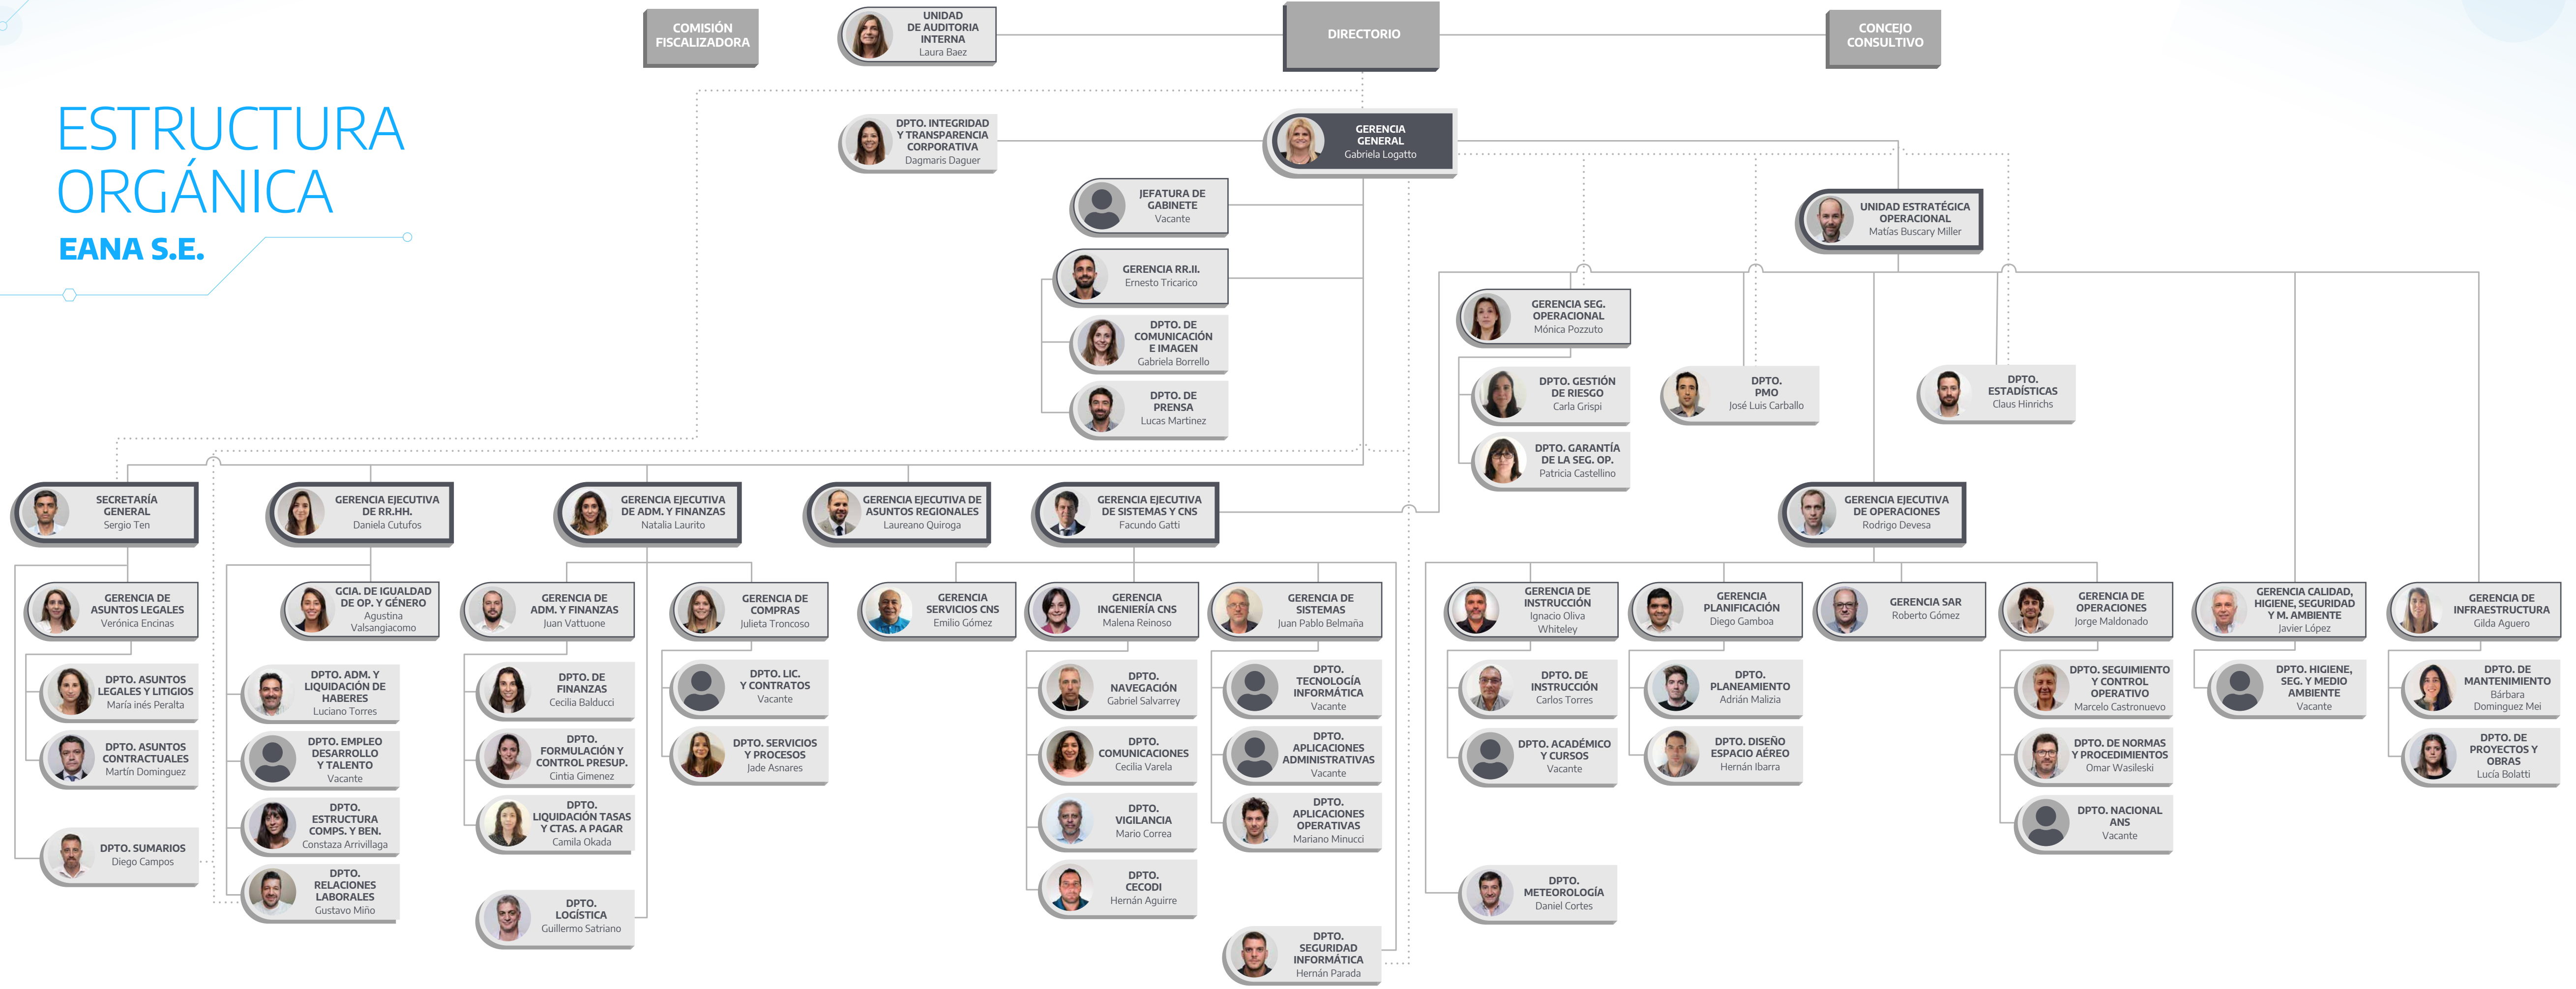 ESTRUCTURA
ORGÁNICA
EANA S.E.
COMISIÓN
FISCALIZADORA
UNIDAD
DE AUDITORIA
INTERNA
Laura Baez
DIRECTORIO
CONCEJO
CONSULTIVO
DPTO. INTEGRIDAD
Y TRANSPARENCIA
CORPORATIVA
Dagmaris Daguer
GERENCIA
GENERAL
Gabriela Logatto
JEFATURA DE
GABINETE
Vacante
UNIDAD ESTRATÉGICA
OPERACIONAL
Matías Buscary Miller
GERENCIA RR.II.
Ernesto Tricarico
DPTO. DE
COMUNICACIÓN
E IMAGEN
Gabriela Borrello
DPTO. DE
PRENSA
Lucas Martinez
GERENCIA SEG.
OPERACIONAL
Mónica Pozzuto
DPTO. GESTIÓN
DE RIESGO
Carla Grispi
DPTO. GARANTÍA
DE LA SEG. OP.
Patricia Castellino
DPTO.
PMO
José Luis Carballo
DPTO.
ESTADÍSTICAS
Claus Hinrichs
SECRETARÍA
GENERAL
Sergio Ten
GERENCIA EJECUTIVA
DE RR.HH.
Daniela Cutufos
GERENCIA EJECUTIVA
DE ADM. Y FINANZAS
Natalia Laurito
GERENCIA EJECUTIVA DE
ASUNTOS REGIONALES
Laureano Quiroga
GERENCIA EJECUTIVA
DE SISTEMAS Y CNS
Facundo Gatti
GERENCIA EJECUTIVA
DE OPERACIONES
Rodrigo Devesa
GERENCIA DE
ASUNTOS LEGALES
Verónica Encinas
DPTO. ASUNTOS
LEGALES Y LITIGIOS
María inés Peralta
DPTO. ASUNTOS
CONTRACTUALES
Martín Dominguez
DPTO. SUMARIOS
Diego Campos
GCIA. DE IGUALDAD
DE OP. Y GÉNERO
Agustina
Valsangiacomo
DPTO. ADM. Y
LIQUIDACIÓN DE
HABERES
Luciano Torres
DPTO. EMPLEO
DESARROLLO
Y TALENTO
Vacante
DPTO.
ESTRUCTURA
COMPS. Y BEN.
Constaza Arrivillaga
DPTO.
RELACIONES
LABORALES
Gustavo Miño
GERENCIA DE
ADM. Y FINANZAS
Juan Vattuone
DPTO. DE
FINANZAS
Cecilia Balducci
DPTO.
FORMULACIÓN Y
CONTROL PRESUP.
Cintia Gimenez
DPTO.
LIQUIDACIÓN TASAS
Y CTAS. A PAGAR
Camila Okada
DPTO.
LOGÍSTICA
Guillermo Satriano
GERENCIA DE
COMPRAS
Julieta Troncoso
DPTO. LIC.
Y CONTRATOS
Vacante
DPTO. SERVICIOS
Y PROCESOS
Jade Asnares
GERENCIA
SERVICIOS CNS
Emilio Gómez
GERENCIA
INGENIERÍA CNS
Malena Reinoso
DPTO.
NAVEGACIÓN
Gabriel Salvarrey
DPTO.
COMUNICACIONES
Cecilia Varela
DPTO.
VIGILANCIA
Mario Correa
DPTO.
CECODI
Hernán Aguirre
GERENCIA DE
SISTEMAS
Juan Pablo Belmaña
DPTO.
TECNOLOGÍA
INFORMÁTICA
Vacante
DPTO.
APLICACIONES
ADMINISTRATIVAS
Vacante
DPTO.
APLICACIONES
OPERATIVAS
Mariano Minucci
DPTO.
SEGURIDAD
INFORMÁTICA
Hernán Parada
GERENCIA DE
INSTRUCCIÓN
Ignacio Oliva
Whiteley
DPTO. DE
INSTRUCCIÓN
Carlos Torres
DPTO. ACADÉMICO
Y CURSOS
Vacante
DPTO.
METEOROLOGÍA
Daniel Cortes
GERENCIA
PLANIFICACIÓN
Diego Gamboa
DPTO.
PLANEAMIENTO
Adrián Malizia
DPTO. DISEÑO
ESPACIO AÉREO
Hernán Ibarra
GERENCIA SAR
Roberto Gómez
GERENCIA DE
OPERACIONES
Jorge Maldonado
DPTO. SEGUIMIENTO
Y CONTROL
OPERATIVO
Marcelo Castronuevo
DPTO. DE NORMAS
Y PROCEDIMIENTOS
Omar Wasileski
DPTO. NACIONAL
ANS
Vacante
GERENCIA CALIDAD,
HIGIENE, SEGURIDAD
Y M. AMBIENTE
Javier López
DPTO. HIGIENE,
SEG. Y MEDIO
AMBIENTE
Vacante
GERENCIA DE
INFRAESTRUCTURA
Gilda Aguero
DPTO. DE
MANTENIMIENTO
Bárbara
Dominguez Mei
DPTO. DE
PROYECTOS Y
OBRAS
Lucía Bolatti